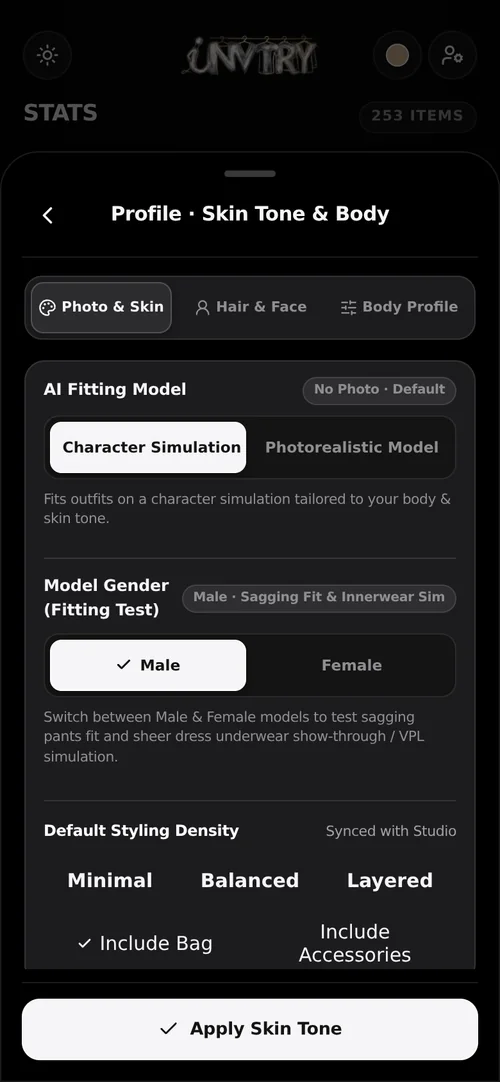 iNVTRY
STATS
253 ITEMS
Profile · Skin Tone & Body
Photo & Skin
Hair & Face
Body Profile
AI Fitting Model
No Photo · Default
Character Simulation
Photorealistic Model
Fits outfits on a character simulation tailored to your body &
skin tone.
Model Gender
(Fitting Test)
Male · Sagging Fit & Innerwear Sim
Male
Female
Switch between Male & Female models to test sagging
pants fit and sheer dress underwear show-through / VPL
simulation.
Default Styling Density
Synced with Studio
Minimal
Balanced
Layered
Include Bag
Include
Accessories
Apply Skin Tone